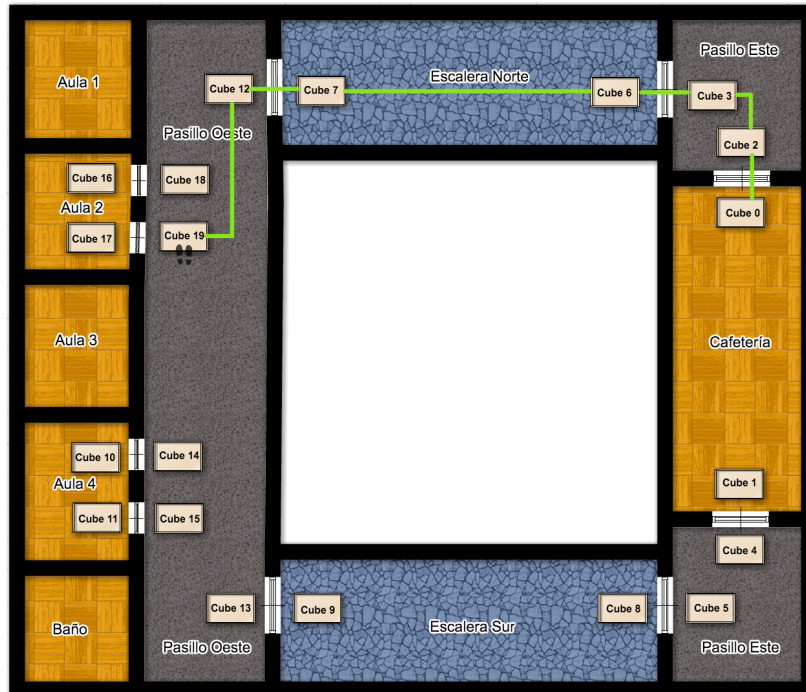 Pasillo Este
Aula 1
Cube 12
Cube 7
Escalera Norte
Cube 6
Cube 3
Pasillo Oeste
Cube 2
Cube 16
Cube 18
Aula 2
Cube 0
Cube 17
Cube 19
Aula 3
Cafetería
Cube 10
Cube 14
Aula 4
Cube 1
Cube 11
Cube 15
Cube 4
Cube 13
Cube 9
Cube 8
Cube 5
Baño
Escalera Sur
Pasillo Oeste
Pasillo Este